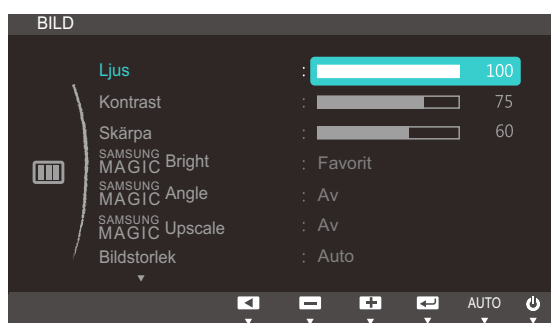 BILD
Ljus : 100
Kontrast : 75
Skärpa : 60
SAMSUNG MAGIC Bright : Favorit
SAMSUNG MAGIC Angle : Av
SAMSUNG MAGIC Upscale : Av
Bildstorlek : Auto
AUTO